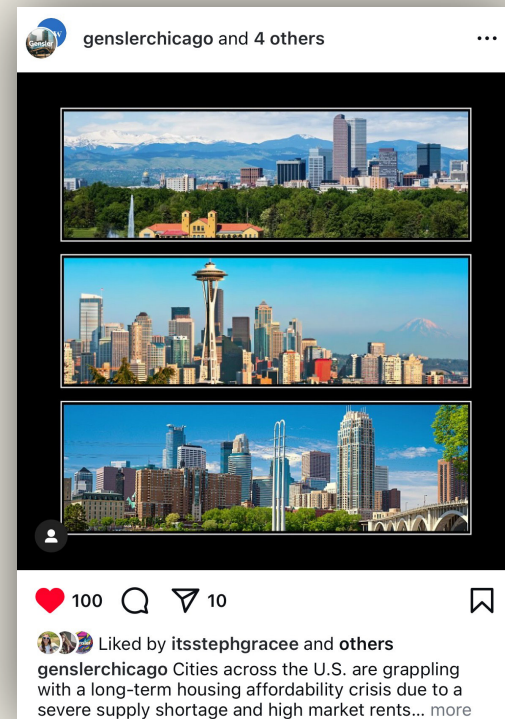 Gensler
W
genslerchicago and 4 others
100
10
Liked by itsstephgracee and others
genslerchicago Cities across the U.S. are grappling
with a long-term housing affordability crisis due to a
severe supply shortage and high market rents... more